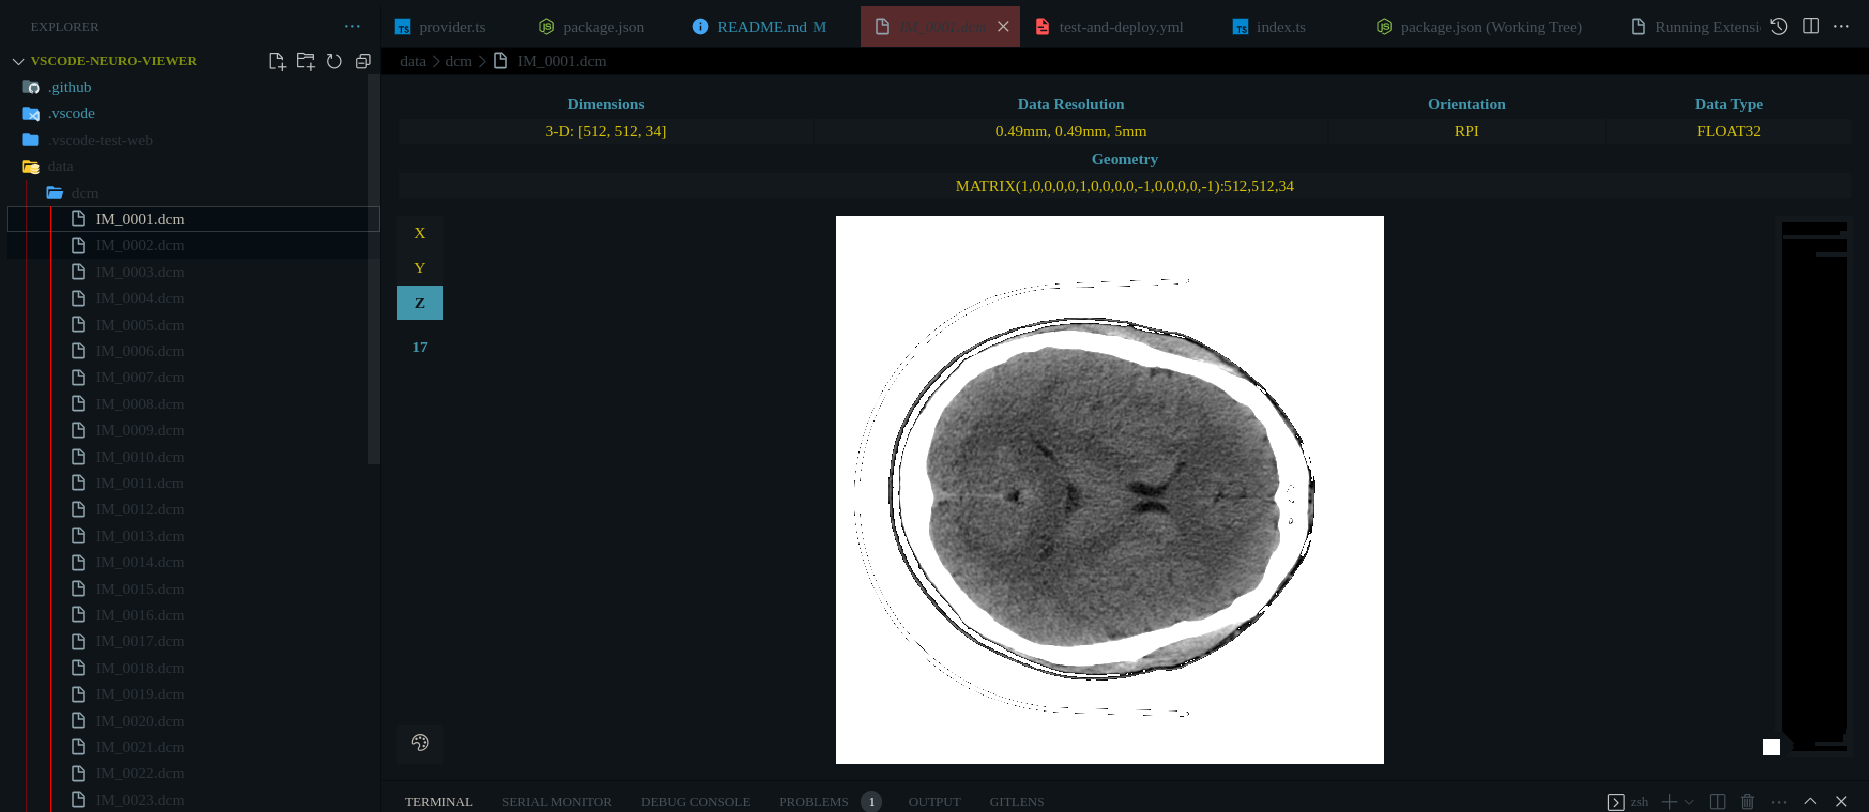 EXPLORER
provider.ts
package.json
README.md M
IM_0001.dcm
test-and-deploy.yml
index.ts
package.json (Working Tree)
Running Extensi
VSCODE-NEURO-VIEWER
data
dcm
IM_0001.dcm
.github
.vscode
.vscode-test-web
data
dcm
IM_0001.dcm
IM_0002.dcm
IM_0003.dcm
IM_0004.dcm
IM_0005.dcm
IM_0006.dcm
IM_0007.dcm
IM_0008.dcm
IM_0009.dcm
IM_0010.dcm
IM_0011.dcm
IM_0012.dcm
IM_0013.dcm
IM_0014.dcm
IM_0015.dcm
IM_0016.dcm
IM_0017.dcm
IM_0018.dcm
IM_0019.dcm
IM_0020.dcm
IM_0021.dcm
IM_0022.dcm
IM_0023.dcm
Dimensions
Data Resolution
Orientation
Data Type
3-D: [512, 512, 34]
0.49mm, 0.49mm, 5mm
RPI
FLOAT32
Geometry
MATRIX(1,0,0,0,0,1,0,0,0,0,-1,0,0,0,0,-1):512,512,34
X
Y
Z
17
TERMINAL
SERIAL MONITOR
DEBUG CONSOLE
PROBLEMS 1
OUTPUT
GITLENS
zsh